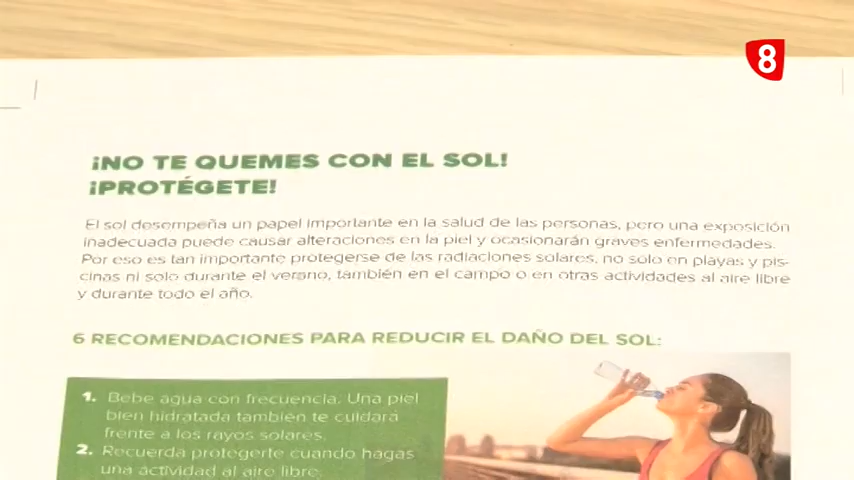 8
¡NO TE QUEMES CON EL SOL!
¡PROTÉGETE!
El sol desempeña un papel importante en la salud de las personas, pero una exposición
inadecuada puede causar alteraciones en la piel y ocasionarán graves enfermedades.
Por eso es tan importante protegerse de las radiaciones solares, no solo en playas y pis-
cinas ni solo durante el verano, también en el campo o en otras actividades al aire libre
y durante todo el año.
6 RECOMENDACIONES PARA REDUCIR EL DAÑO DEL SOL:
1. Bebe agua con frecuencia. Una piel
bien hidratada también te cuidará
frente a los rayos solares.
2. Recuerda protegerte cuando hagas
una actividad al aire libre.